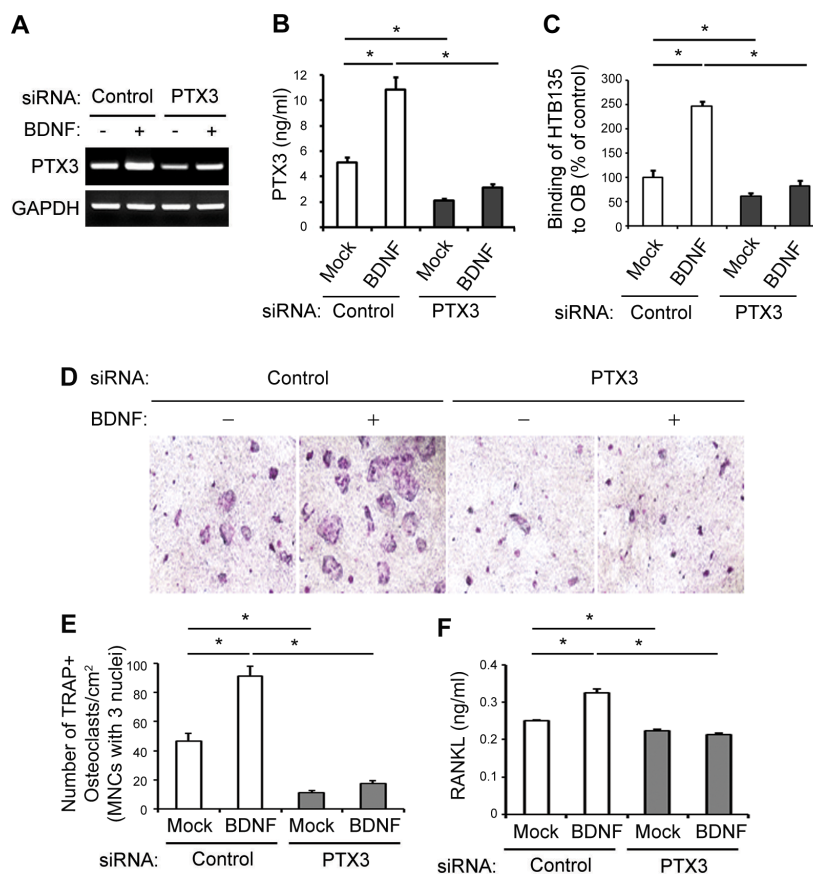 A
siRNA: Control PTX3
BDNF: - + - +
PTX3
GAPDH
B
* 
* *
PTX3 (ng/ml)
12
10
8
6
4
2
0
Mock BDNF Mock BDNF
siRNA: Control PTX3
C
*
* *
Binding of HTB135
to OB (% of control)
300
250
200
150
100
50
0
Mock BDNF Mock BDNF
siRNA: Control PTX3
D
siRNA: Control PTX3
BDNF: − + − +
E
*
* *
Number of TRAP+
Osteoclasts/cm²
(MNCs with 3 nuclei)
100
80
60
40
20
0
Mock BDNF Mock BDNF
siRNA: Control PTX3
F
*
* *
RANKL (ng/ml)
0.4
0.3
0.2
0.1
0
Mock BDNF Mock BDNF
siRNA: Control PTX3